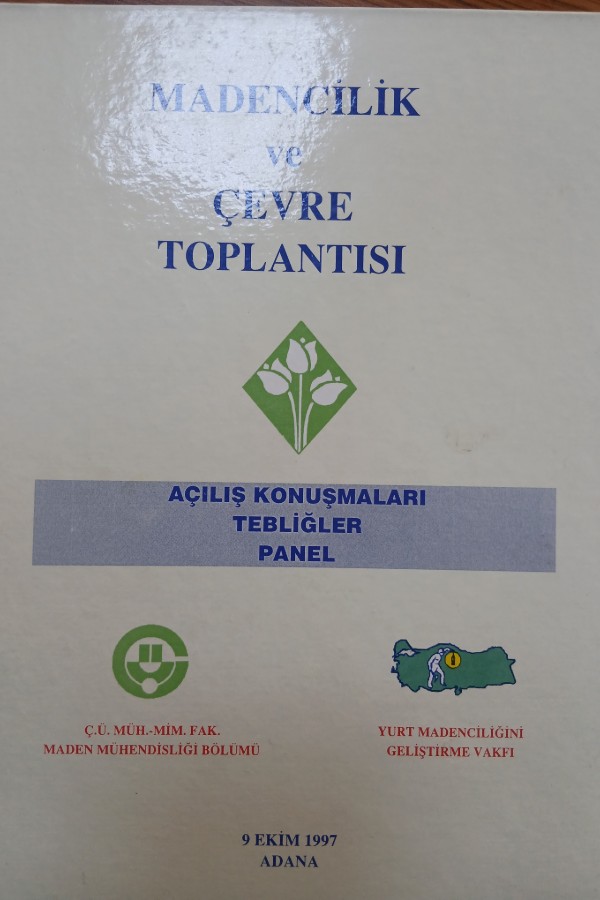 MADENCİLİK
ve
ÇEVRE
TOPLANTISI
AÇILIŞ KONUŞMALARI
TEBLİĞLER
PANEL
Ç.Ü. MÜH.-MİM. FAK.
MADEN MÜHENDİSLİĞİ BÖLÜMÜ
YURT MADENCİLİĞİNİ
GELİŞTİRME VAKFI
9 EKİM 1997
ADANA